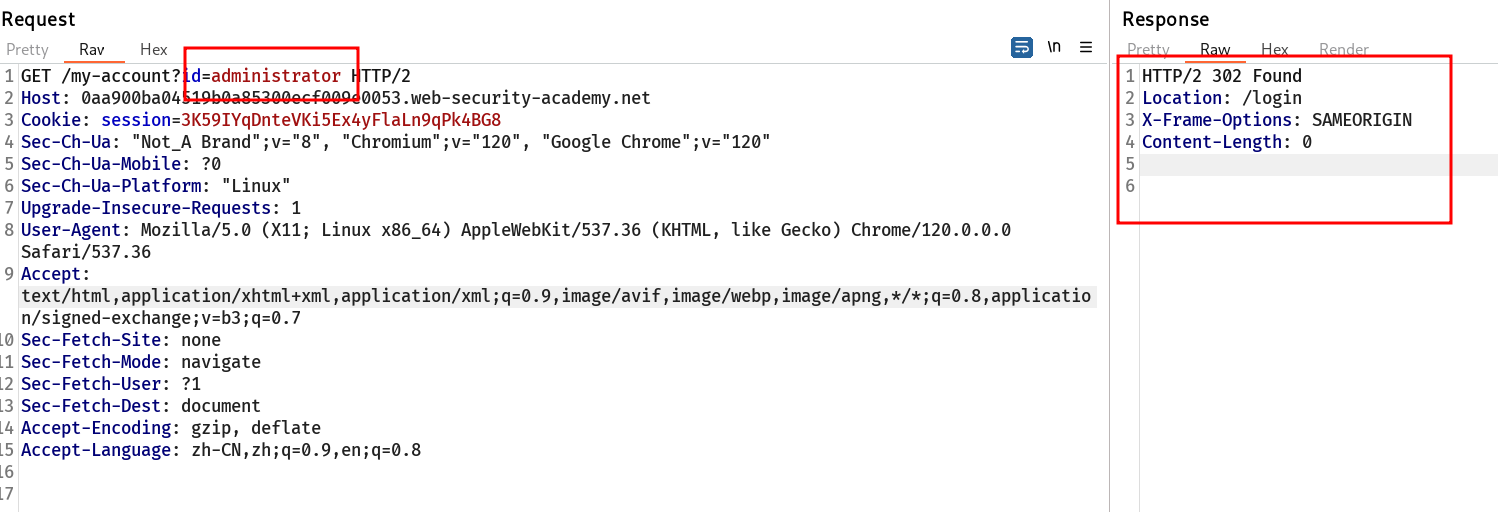 Request
Pretty Raw Hex \n
1 GET /my-account?id=administrator HTTP/2
2 Host: 0aa900ba04519b0a85300ecf009e0053.web-security-academy.net
3 Cookie: session=3K59IYqDnteVKi5Ex4yFlaLn9qPk4BG8
4 Sec-Ch-Ua: "Not_A Brand";v="8", "Chromium";v="120", "Google Chrome";v="120"
5 Sec-Ch-Ua-Mobile: ?0
6 Sec-Ch-Ua-Platform: "Linux"
7 Upgrade-Insecure-Requests: 1
8 User-Agent: Mozilla/5.0 (X11; Linux x86_64) AppleWebKit/537.36 (KHTML, like Gecko) Chrome/120.0.0.0
Safari/537.36
9 Accept:
text/html,application/xhtml+xml,application/xml;q=0.9,image/avif,image/webp,image/apng,*/*;q=0.8,applicatio
n/signed-exchange;v=b3;q=0.7
10 Sec-Fetch-Site: none
11 Sec-Fetch-Mode: navigate
12 Sec-Fetch-User: ?1
13 Sec-Fetch-Dest: document
14 Accept-Encoding: gzip, deflate
15 Accept-Language: zh-CN,zh;q=0.9,en;q=0.8
16
17
Response
Pretty Raw Hex Render
1 HTTP/2 302 Found
2 Location: /login
3 X-Frame-Options: SAMEORIGIN
4 Content-Length: 0
5
6